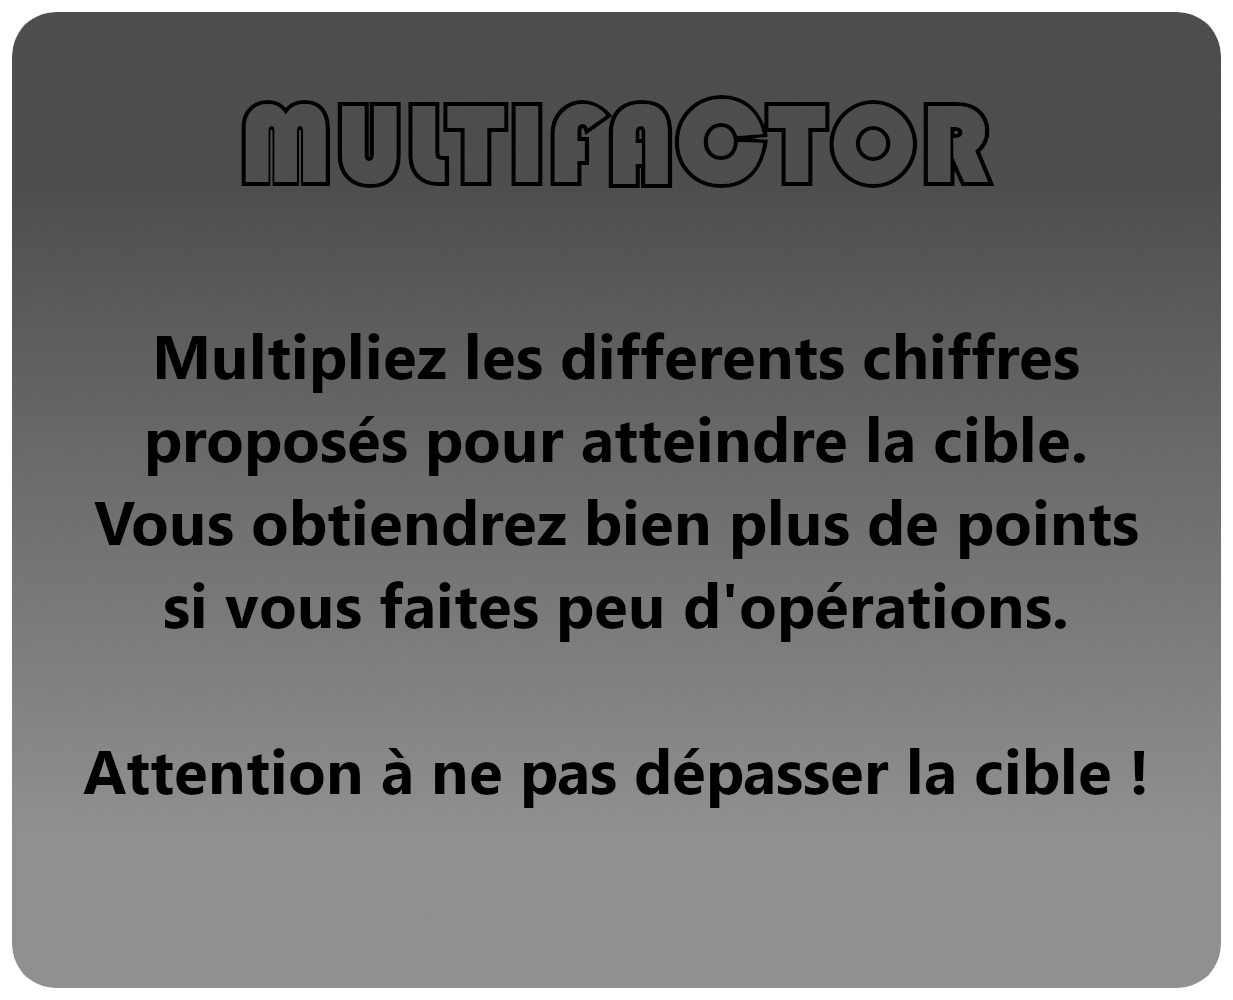 MULTIFACTOR
Multipliez les differents chiffres
proposés pour atteindre la cible.
Vous obtiendrez bien plus de points
si vous faites peu d'opérations.
Attention à ne pas dépasser la cible !